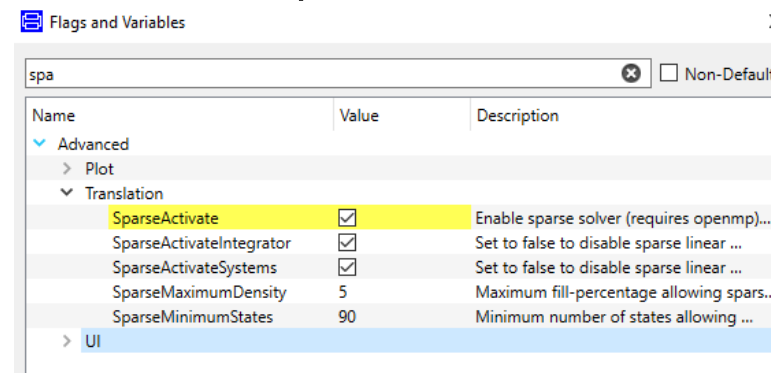 Flags and Variables
spa Non-Default
Name Value Description
Advanced
Plot
Translation
SparseActivate Enable sparse solver (requires openmp)...
SparseActivateIntegrator Set to false to disable sparse linear ...
SparseActivateSystems Set to false to disable sparse linear ...
SparseMaximumDensity 5 Maximum fill-percentage allowing spars...
SparseMinimumStates 90 Minimum number of states allowing ...
UI